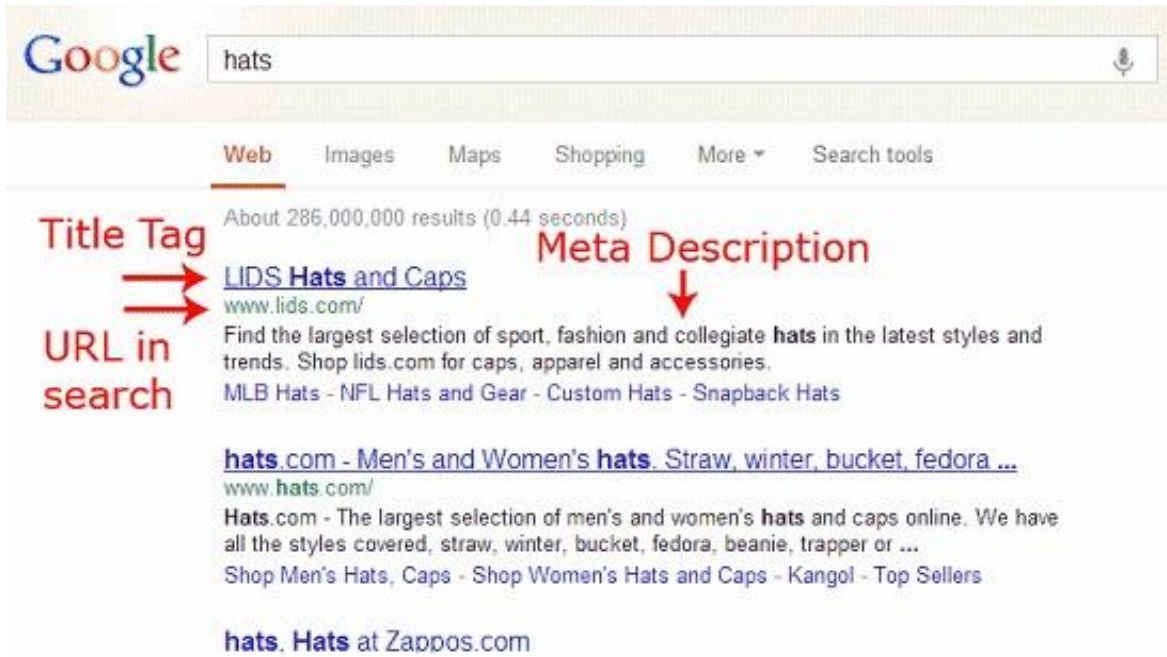 Google hats
Web Images Maps Shopping More Search tools
About 286,000,000 results (0.44 seconds)
Title Tag
Meta Description
LIDS Hats and Caps
www.lids.com/
URL in
search
Find the largest selection of sport, fashion and collegiate hats in the latest styles and
trends. Shop lids.com for caps, apparel and accessories.
MLB Hats - NFL Hats and Gear - Custom Hats - Snapback Hats
hats.com - Men's and Women's hats. Straw, winter, bucket, fedora ...
www.hats.com/
Hats.com - The largest selection of men's and women's hats and caps online. We have
all the styles covered, straw, winter, bucket, fedora, beanie, trapper or ...
Shop Men's Hats, Caps - Shop Women's Hats and Caps - Kangol - Top Sellers
hats, Hats at Zappos.com